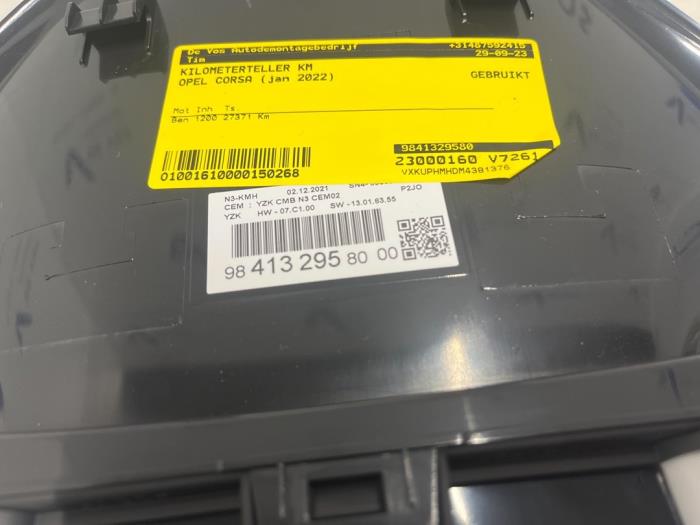 De Vos Autodemontagebedrijf +31487592415
Tim 29-09-23
KILOMETERTELLER KM GEBRUIKT
OPEL CORSA (jan 2022)
Mot Inh Ts.
Ben 1200 27371 Km
9841329580
23000160 V7261
O1001610000150268 VXKUPHMHDM4391376
N3-KMH 02.12.2021 P2JO
CEM : YZK CMB N3 CEM02
YZK HW - 07.C1.00 SW - 13.01.63.55
98 413 295 80 00